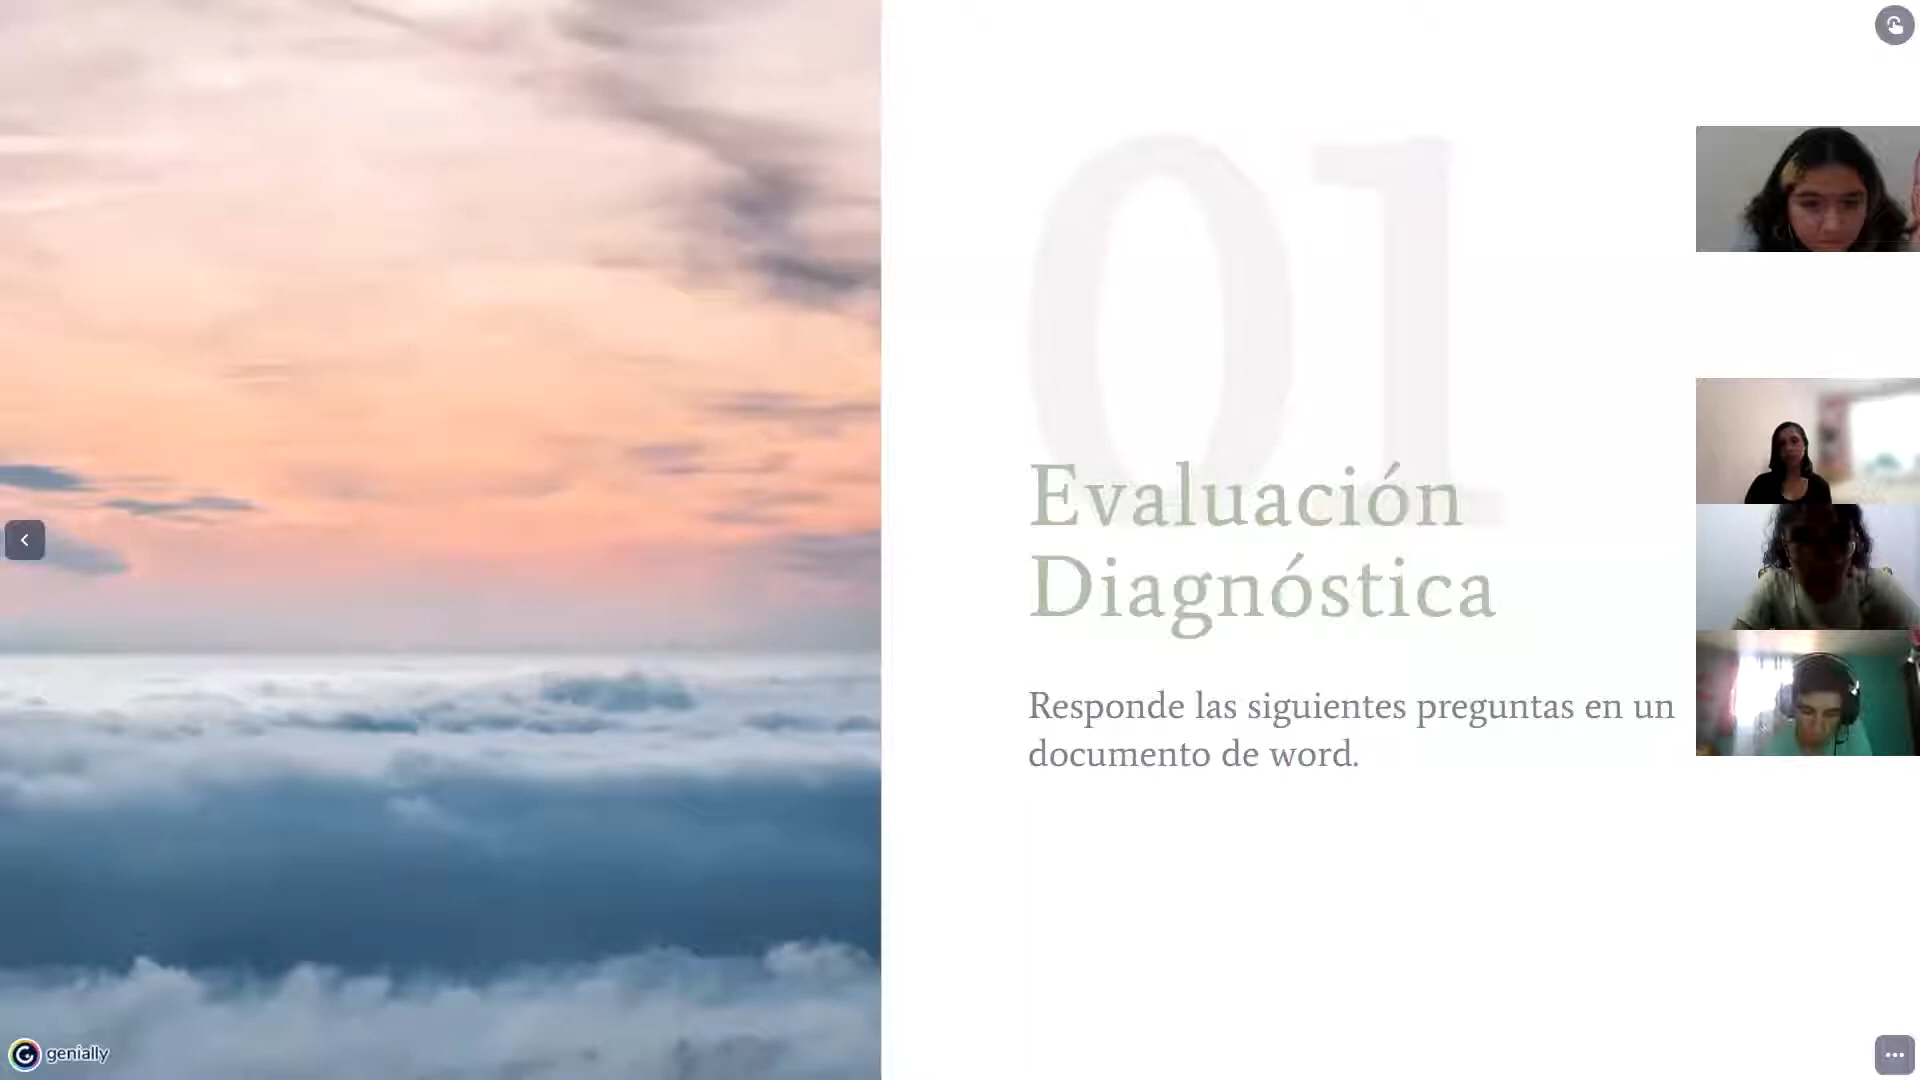 01
Evaluación
Diagnóstica
Responde las siguientes preguntas en un
documento de word.
genially